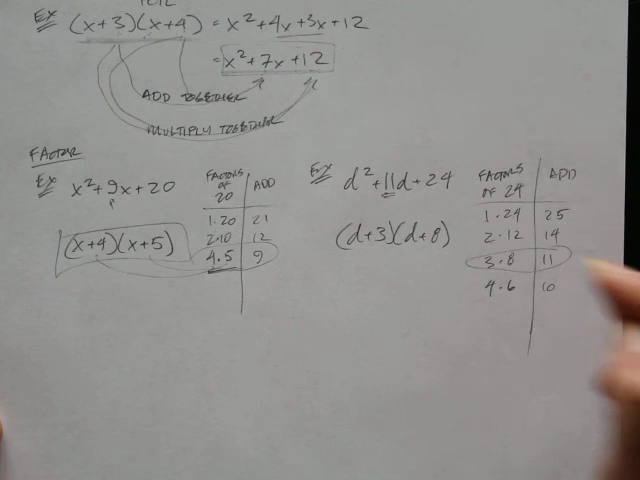 EX (x+3)(x+4) = x²+4x+3x+12
= x²+7x+12
ADD TOGETHER
MULTIPLY TOGETHER
FACTOR
EX x²+9x+20
(x+4)(x+5)
FACTORS OF 20 ADD
1·20 21
2·10 12
4·5 9
EX d²+11d+24
(d+3)(d+8)
FACTORS OF 24 ADD
1·24 25
2·12 14
3·8 11
4·6 10